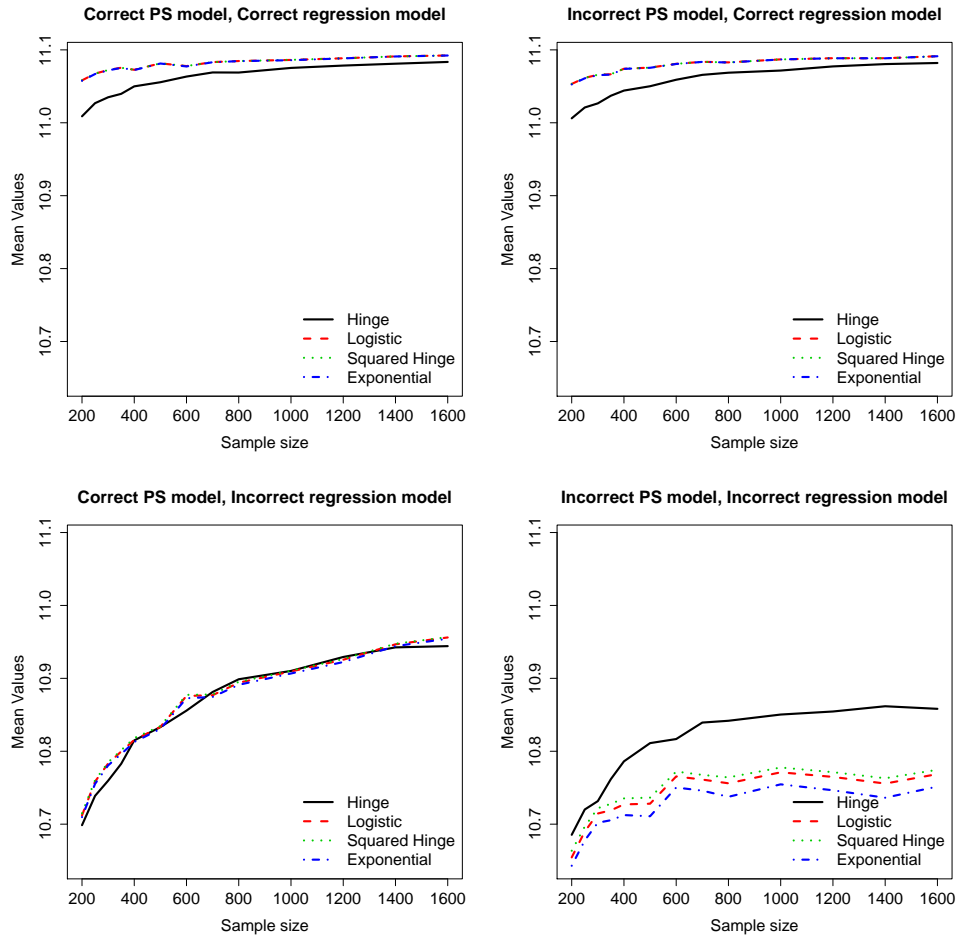 Correct PS model, Correct regression model
Mean Values
11.1
11.0
10.9
10.8
10.7
Hinge
Logistic
Squared Hinge
Exponential
200 400 600 800 1000 1200 1400 1600
Sample size
Incorrect PS model, Correct regression model
Mean Values
11.1
11.0
10.9
10.8
10.7
Hinge
Logistic
Squared Hinge
Exponential
200 400 600 800 1000 1200 1400 1600
Sample size
Correct PS model, Incorrect regression model
Mean Values
11.1
11.0
10.9
10.8
10.7
Hinge
Logistic
Squared Hinge
Exponential
200 400 600 800 1000 1200 1400 1600
Sample size
Incorrect PS model, Incorrect regression model
Mean Values
11.1
11.0
10.9
10.8
10.7
Hinge
Logistic
Squared Hinge
Exponential
200 400 600 800 1000 1200 1400 1600
Sample size